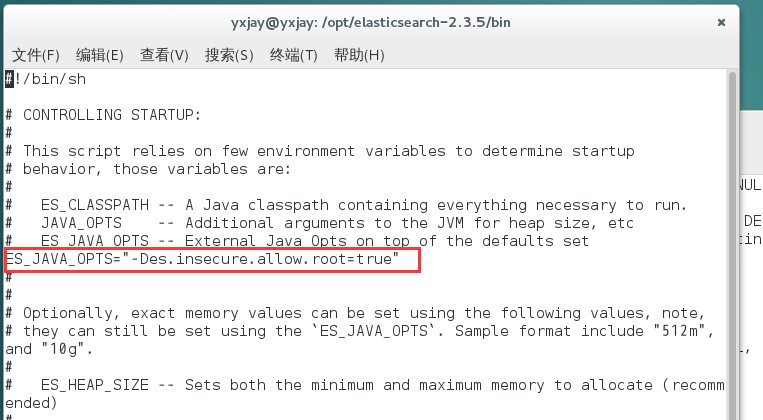 yxjay@yxjay: /opt/elasticsearch-2.3.5/bin
×
文件(F) 编辑(E) 查看(V) 搜索(S) 终端(T) 帮助(H)
#!/bin/sh
# CONTROLLING STARTUP:
#
# This script relies on few environment variables to determine startup
# behavior, those variables are:
#
#   ES_CLASSPATH -- A Java classpath containing everything necessary to run.
#   JAVA_OPTS    -- Additional arguments to the JVM for heap size, etc
#   ES_JAVA_OPTS -- External Java Opts on top of the defaults set
ES_JAVA_OPTS="-Des.insecure.allow.root=true"
#
#
# Optionally, exact memory values can be set using the following values, note,
# they can still be set using the `ES_JAVA_OPTS`. Sample format include "512m",
and "10g".
#
#   ES_HEAP_SIZE -- Sets both the minimum and maximum memory to allocate (recomm
ended)
#
NUL
DE
tin